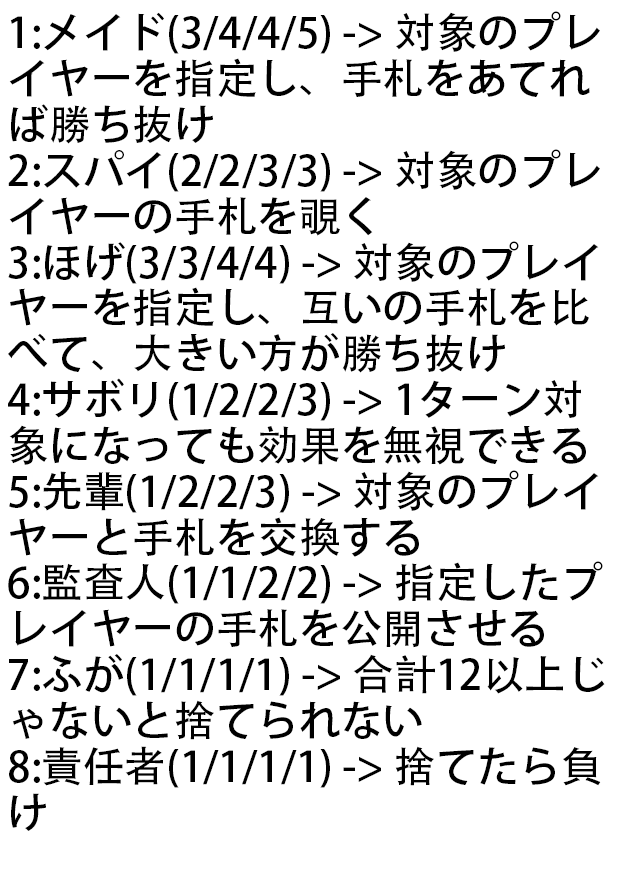 1:メイド(3/4/4/5) -> 対象のプレ
イヤーを指定し、手札をあてれ
ば勝ち抜け
2:スパイ(2/2/3/3) -> 対象のプレ
イヤーの手札を覗く
3:ほげ(3/3/4/4) -> 対象のプレイ
ヤーを指定し、互いの手札を比
べて、大きい方が勝ち抜け
4:サボリ(1/2/2/3) -> 1ターン対
象になっても効果を無視できる
5:先輩(1/2/2/3) -> 対象のプレイ
ヤーと手札を交換する
6:監査人(1/1/2/2) -> 指定したプ
レイヤーの手札を公開させる
7:ふが(1/1/1/1) -> 合計12以上じ
ゃないと捨てられない
8:責任者(1/1/1/1) -> 捨てたら負
け